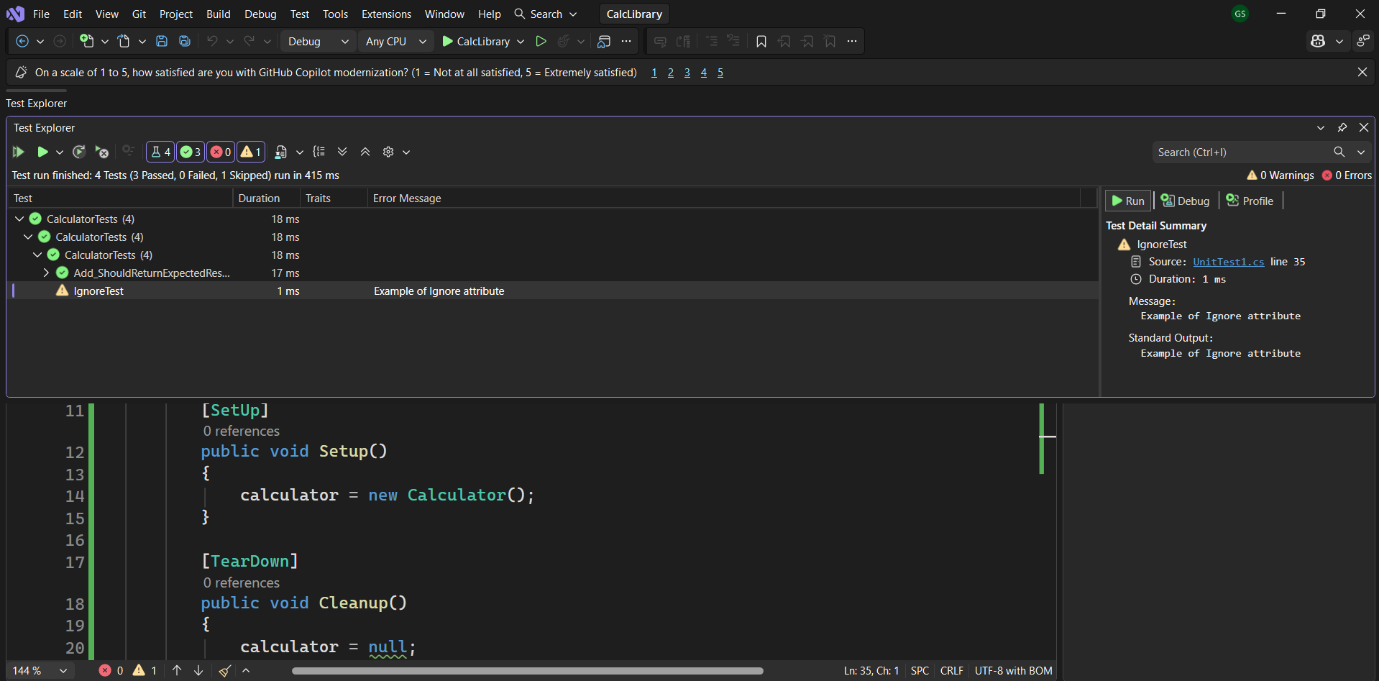 File Edit View Git Project Build Debug Test Tools Extensions Window Help Search CalcLibrary GS
Debug Any CPU CalcLibrary
On a scale of 1 to 5, how satisfied are you with GitHub Copilot modernization? (1 = Not at all satisfied, 5 = Extremely satisfied) 1 2 3 4 5
Test Explorer
Test Explorer
4 3 0 1 Search (Ctrl+I)
Test run finished: 4 Tests (3 Passed, 0 Failed, 1 Skipped) run in 415 ms 0 Warnings 0 Errors
Test Duration Traits Error Message
CalculatorTests (4) 18 ms
CalculatorTests (4) 18 ms
CalculatorTests (4) 18 ms
Add_ShouldReturnExpectedRes... 17 ms
IgnoreTest 1 ms Example of Ignore attribute
Run Debug Profile
Test Detail Summary
IgnoreTest
Source: UnitTest1.cs line 35
Duration: 1 ms
Message:
Example of Ignore attribute
Standard Output:
Example of Ignore attribute
11 [SetUp]
0 references
12 public void Setup()
13 {
14 calculator = new Calculator();
15 }
16
17 [TearDown]
0 references
18 public void Cleanup()
19 {
20 calculator = null;
144 % 0 1 Ln: 35, Ch: 1 SPC CRLF UTF-8 with BOM